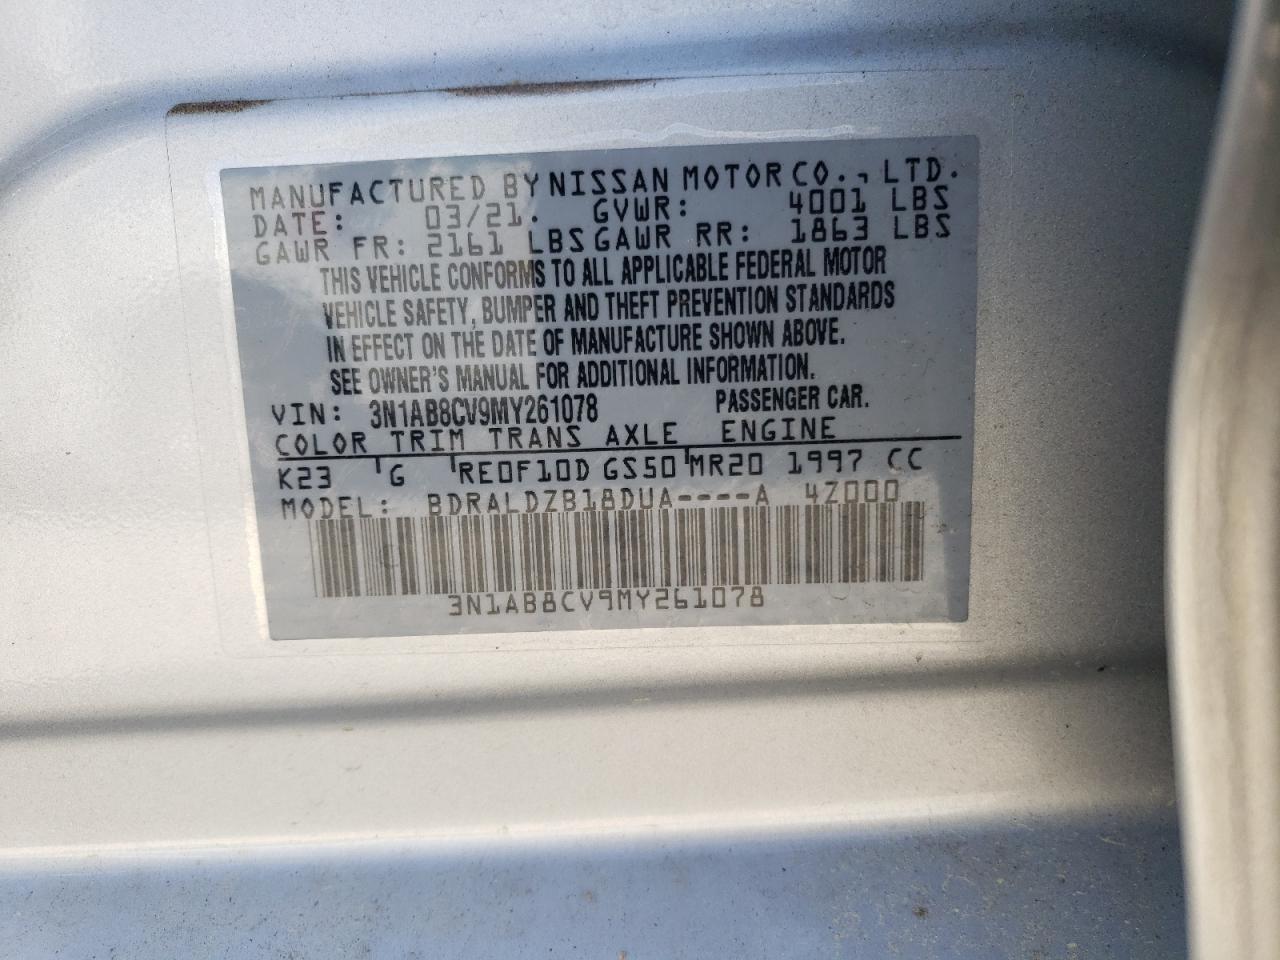 MANUFACTURED BY NISSAN MOTOR CO., LTD.
DATE: 03/21. GVWR: 4001 LBS
GAWR FR: 2161 LBS GAWR RR: 1863 LBS
THIS VEHICLE CONFORMS TO ALL APPLICABLE FEDERAL MOTOR
VEHICLE SAFETY, BUMPER AND THEFT PREVENTION STANDARDS
IN EFFECT ON THE DATE OF MANUFACTURE SHOWN ABOVE.
SEE OWNER'S MANUAL FOR ADDITIONAL INFORMATION.
VIN: 3N1AB8CV9MY261078 PASSENGER CAR.
COLOR TRIM TRANS AXLE ENGINE
K23 G RE0F10D GS50 MR20 1997 CC
MODEL: BDRALDZB18DUA----A 4Z000
3N1AB8CV9MY261078